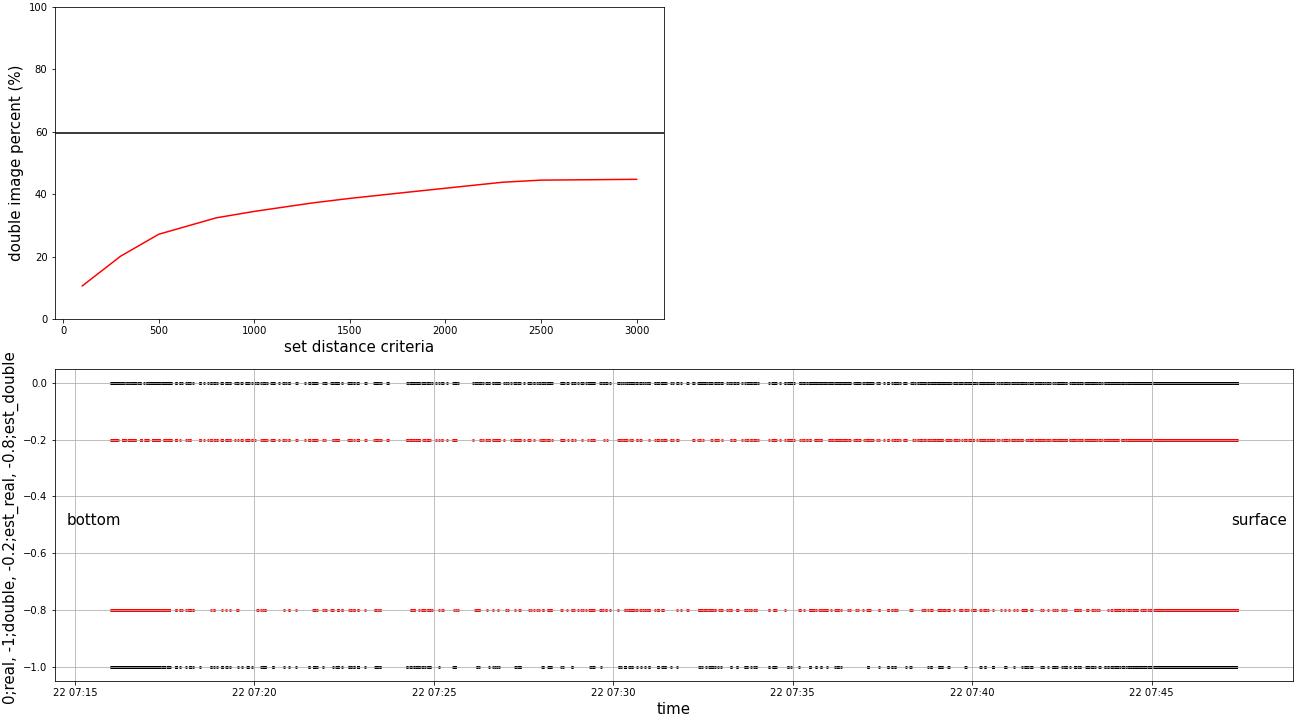 100
80
60
40
20
0
double image percent (%)
0 500 1000 1500 2000 2500 3000
set distance criteria
0.0
−0.2
−0.4
−0.6
−0.8
−1.0
0;real, -1;double, -0.2;est_real, -0.8;est_double
bottom
surface
22 07:15 22 07:20 22 07:25 22 07:30 22 07:35 22 07:40 22 07:45
time